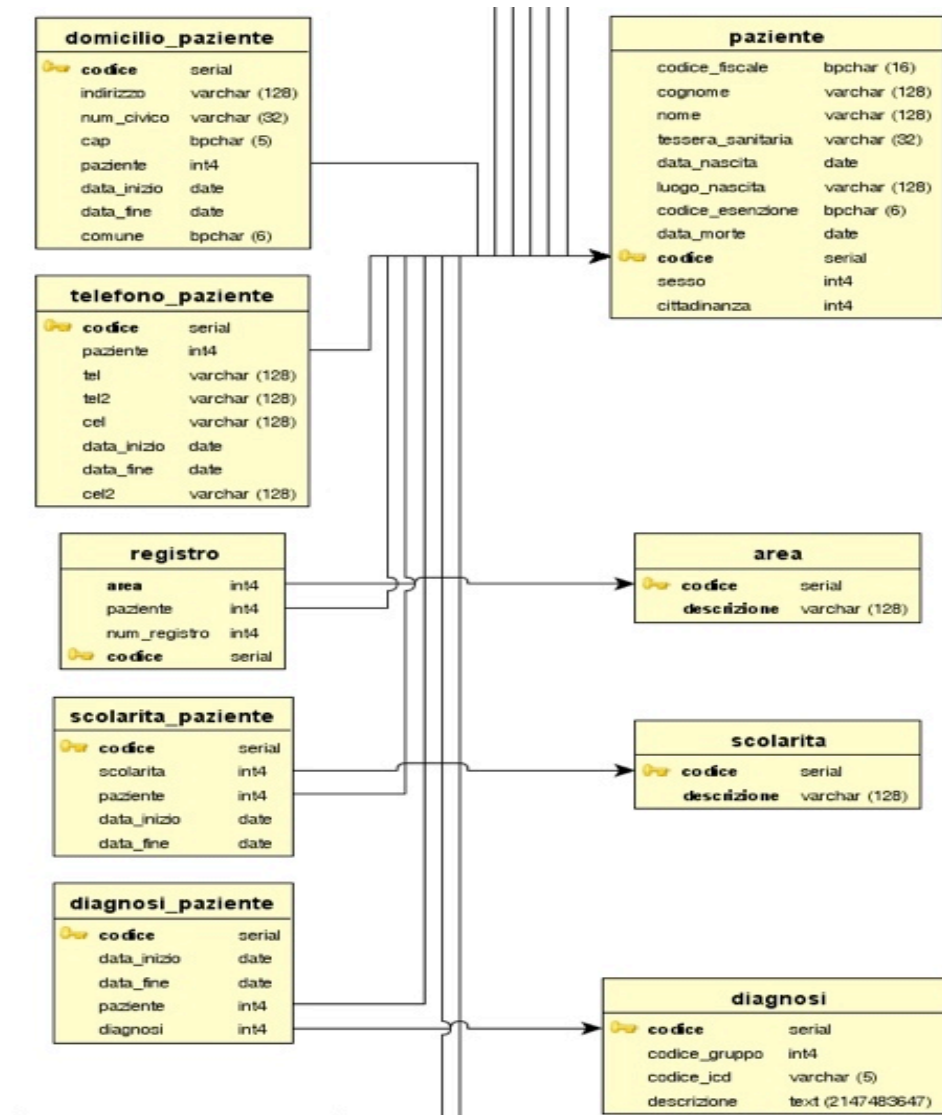 domicilio_paziente
codice serial
indirizzo varchar (128)
num_civico varchar (32)
cap bpchar (5)
paziente int4
data_inizio date
data_fine date
comune bpchar (6)
telefono_paziente
codice serial
paziente int4
tel varchar (128)
tel2 varchar (128)
cel varchar (128)
data_inizio date
data_fine date
cel2 varchar (128)
registro
area int4
paziente int4
num_registro int4
codice serial
scolarita_paziente
codice serial
scolarita int4
paziente int4
data_inizio date
data_fine date
diagnosi_paziente
codice serial
data_inizio date
data_fine date
paziente int4
diagnosi int4
paziente
codice_fiscale bpchar (16)
cognome varchar (128)
nome varchar (128)
tessera_sanitaria varchar (32)
data_nascita date
luogo_nascita varchar (128)
codice_esenzione bpchar (6)
data_morte date
codice serial
sesso int4
cittadinanza int4
area
codice serial
descrizione varchar (128)
scolarita
codice serial
descrizione varchar (128)
diagnosi
codice serial
codice_gruppo int4
codice_icd varchar (5)
descrizione text (2147483647)